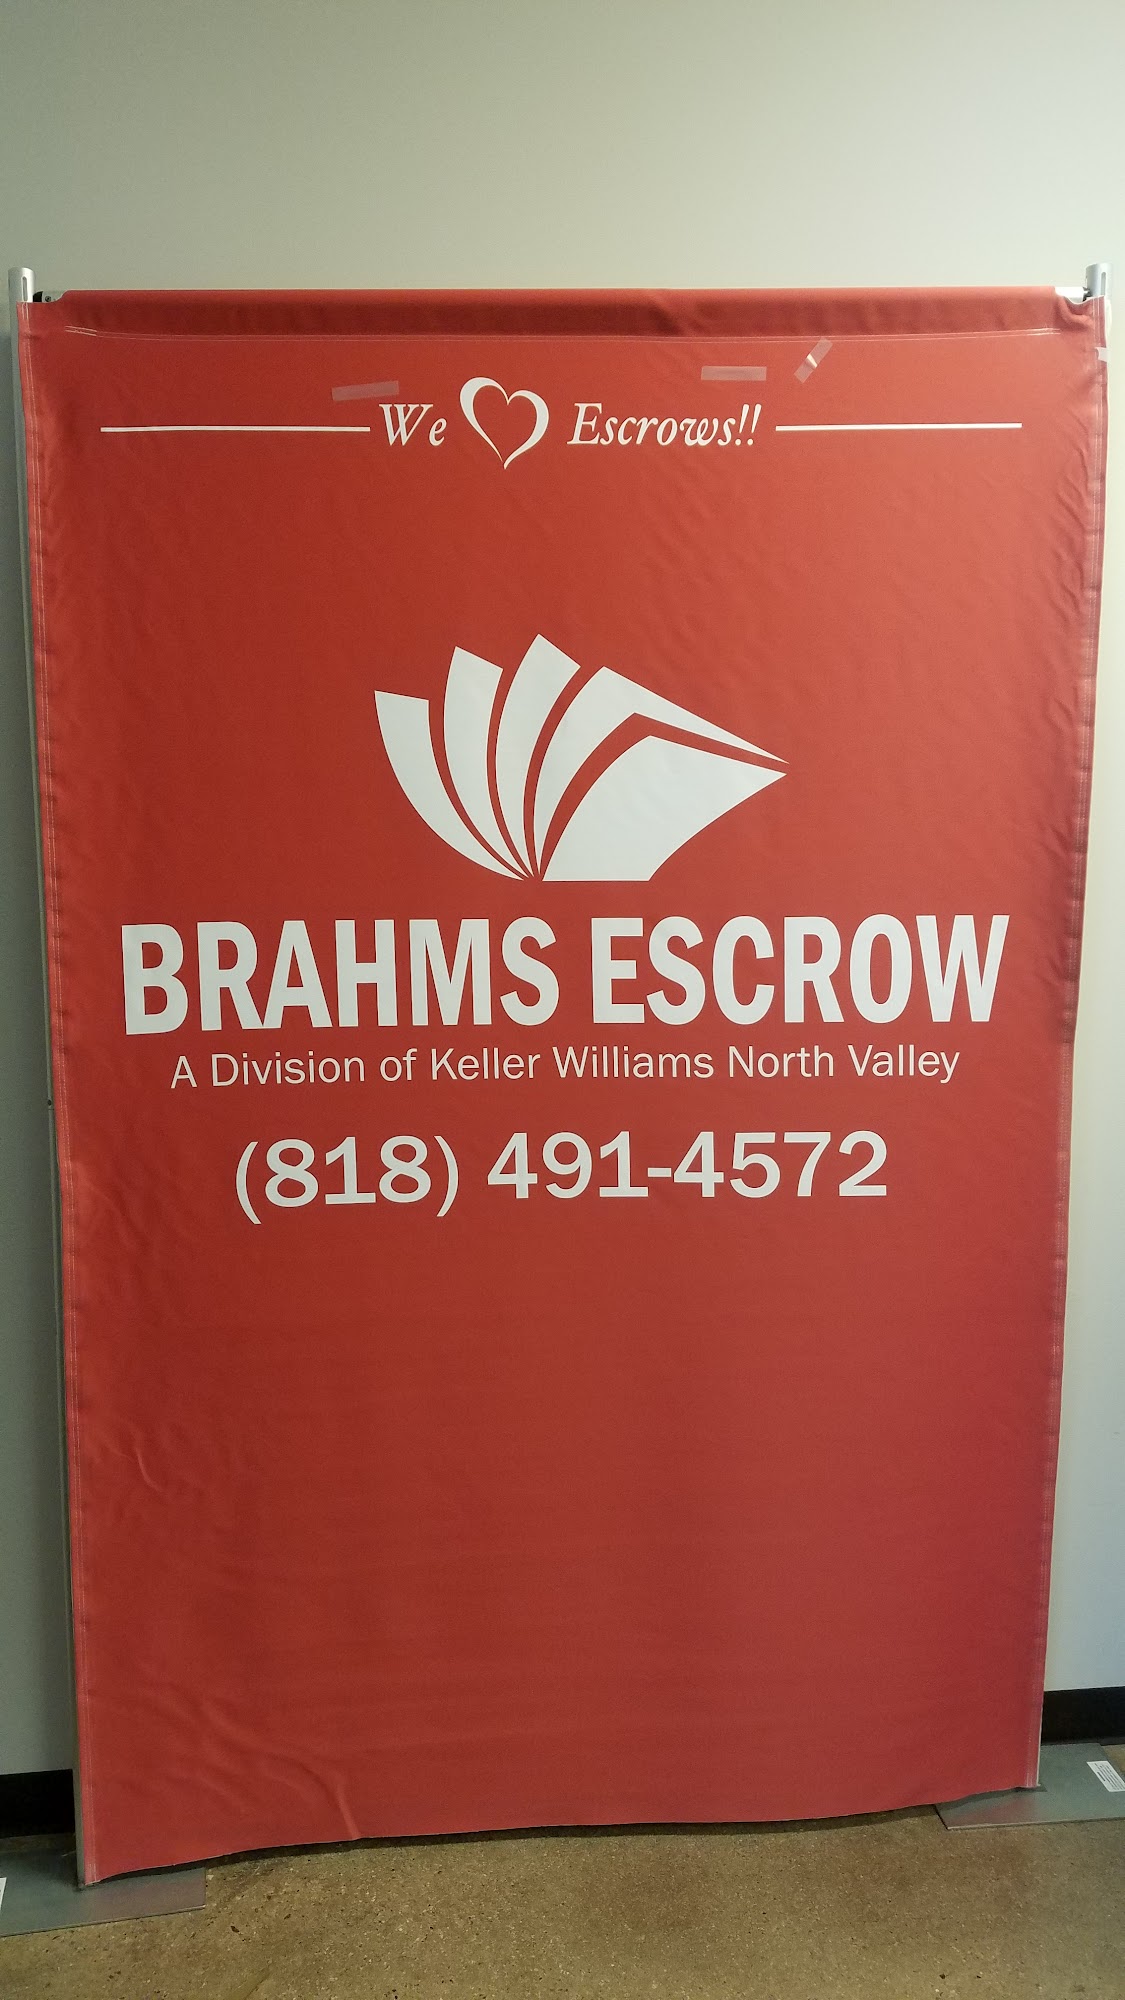 We Escrows!!
BRAHMS ESCROW
A Division of Keller Williams North Valley
(818) 491-4572